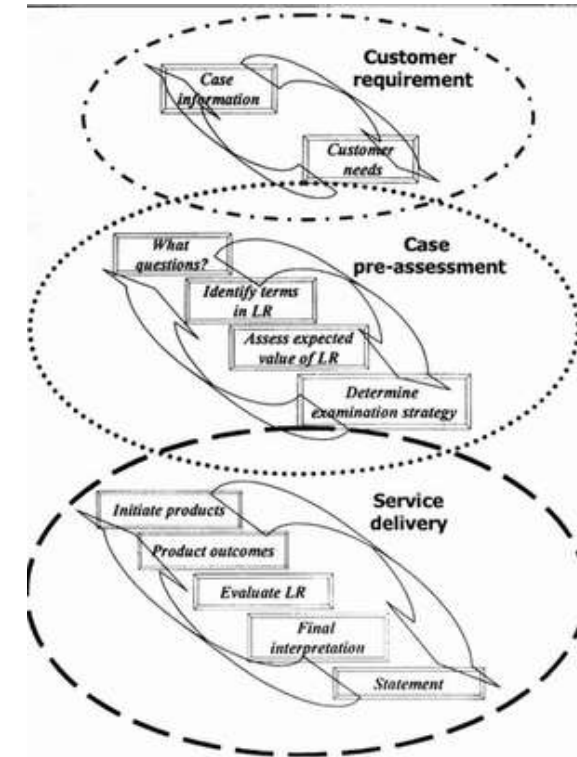 Customer
requirement
Case
information
Customer
needs
Case
pre-assessment
What
questions?
Identify terms
in LR
Assess expected
value of LR
Determine
examination strategy
Service
delivery
Initiate products
Product outcomes
Evaluate LR
Final
interpretation
Statement